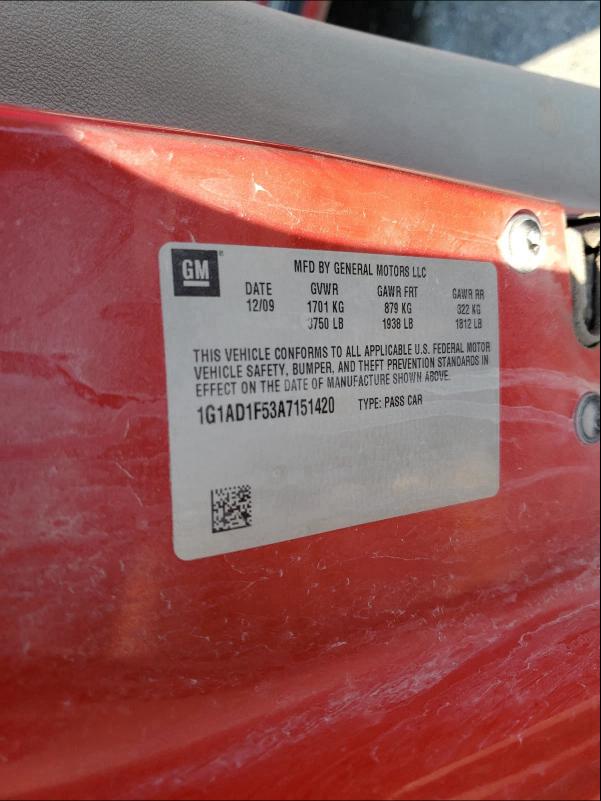 GM
MFD BY GENERAL MOTORS LLC
DATE GVWR GAWR FRT GAWR RR
12/09 1701 KG 879 KG 322 KG
3750 LB 1938 LB 1812 LB
THIS VEHICLE CONFORMS TO ALL APPLICABLE U.S. FEDERAL MOTOR
VEHICLE SAFETY, BUMPER, AND THEFT PREVENTION STANDARDS IN
EFFECT ON THE DATE OF MANUFACTURE SHOWN ABOVE.
1G1AD1F53A7151420 TYPE: PASS CAR